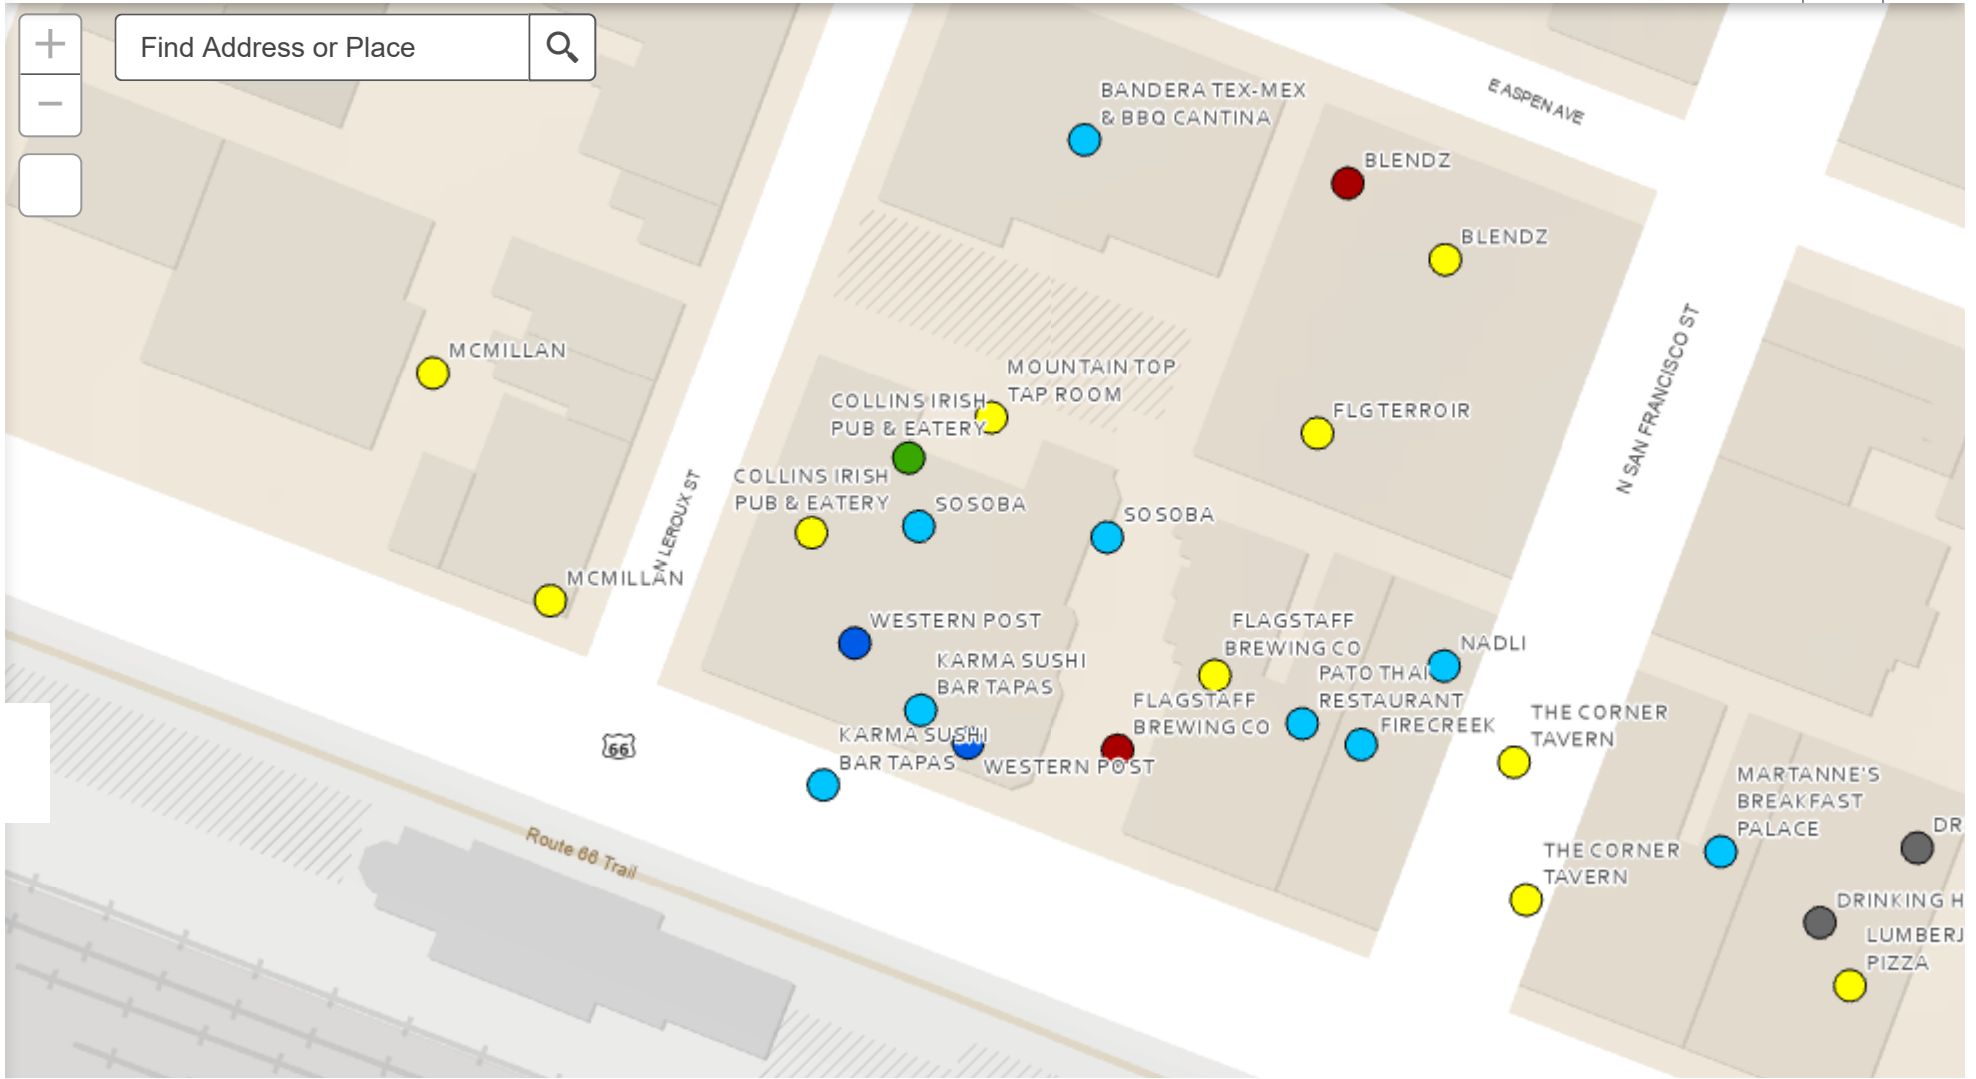 +
Find Address or Place
−
BANDERA TEX-MEX
& BBQ CANTINA
E ASPEN AVE
BLENDZ
BLENDZ
N SAN FRANCISCO ST
MCMILLAN
MOUNTAIN TOP
TAP ROOM
COLLINS IRISH
PUB & EATERY
FLGTERROIR
COLLINS IRISH
PUB & EATERY
SOSOBA
SOSOBA
N LEROUX ST
MCMILLAN
WESTERN POST
FLAGSTAFF
BREWING CO
NADLI
KARMA SUSHI
BAR TAPAS
PATO THAI
RESTAURANT
FLAGSTAFF
BREWING CO
FIRECREEK
THE CORNER
TAVERN
KARMA SUSHI
BAR TAPAS
WESTERN POST
66
MARTANNE'S
BREAKFAST
PALACE
DR
Route 66 Trail
THE CORNER
TAVERN
DRINKING H
LUMBERJ
PIZZA